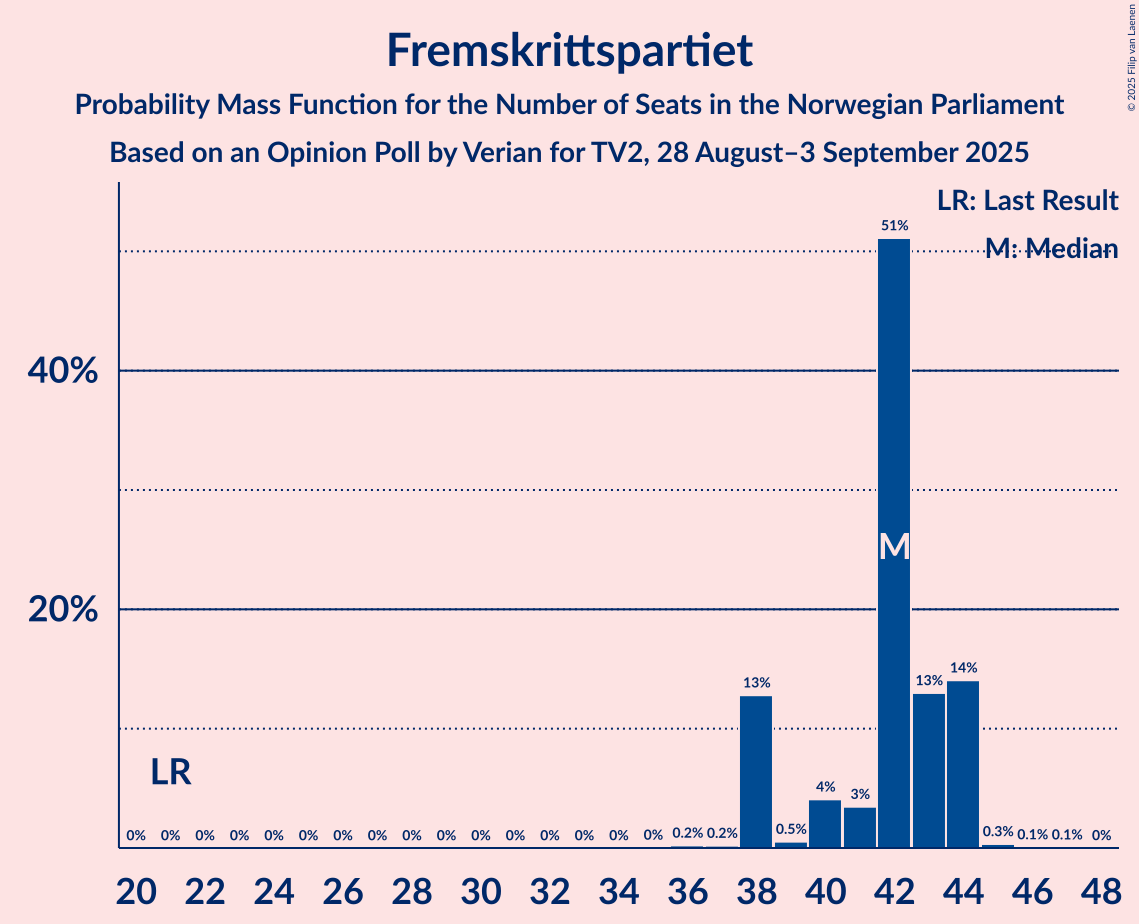 Fremskrittspartiet
Probability Mass Function for the Number of Seats in the Norwegian Parliament
Based on an Opinion Poll by Verian for TV2, 28 August–3 September 2025
© 2025 Filip van Laenen
LR: Last Result
M: Median
51%
40%
M
20%
14%
13%
13%
LR
4%
3%
0% 0% 0% 0% 0% 0% 0% 0% 0% 0% 0% 0% 0% 0% 0% 0% 0.2% 0.2% 0.5% 0.3% 0.1% 0.1% 0%
20 22 24 26 28 30 32 34 36 38 40 42 44 46 48